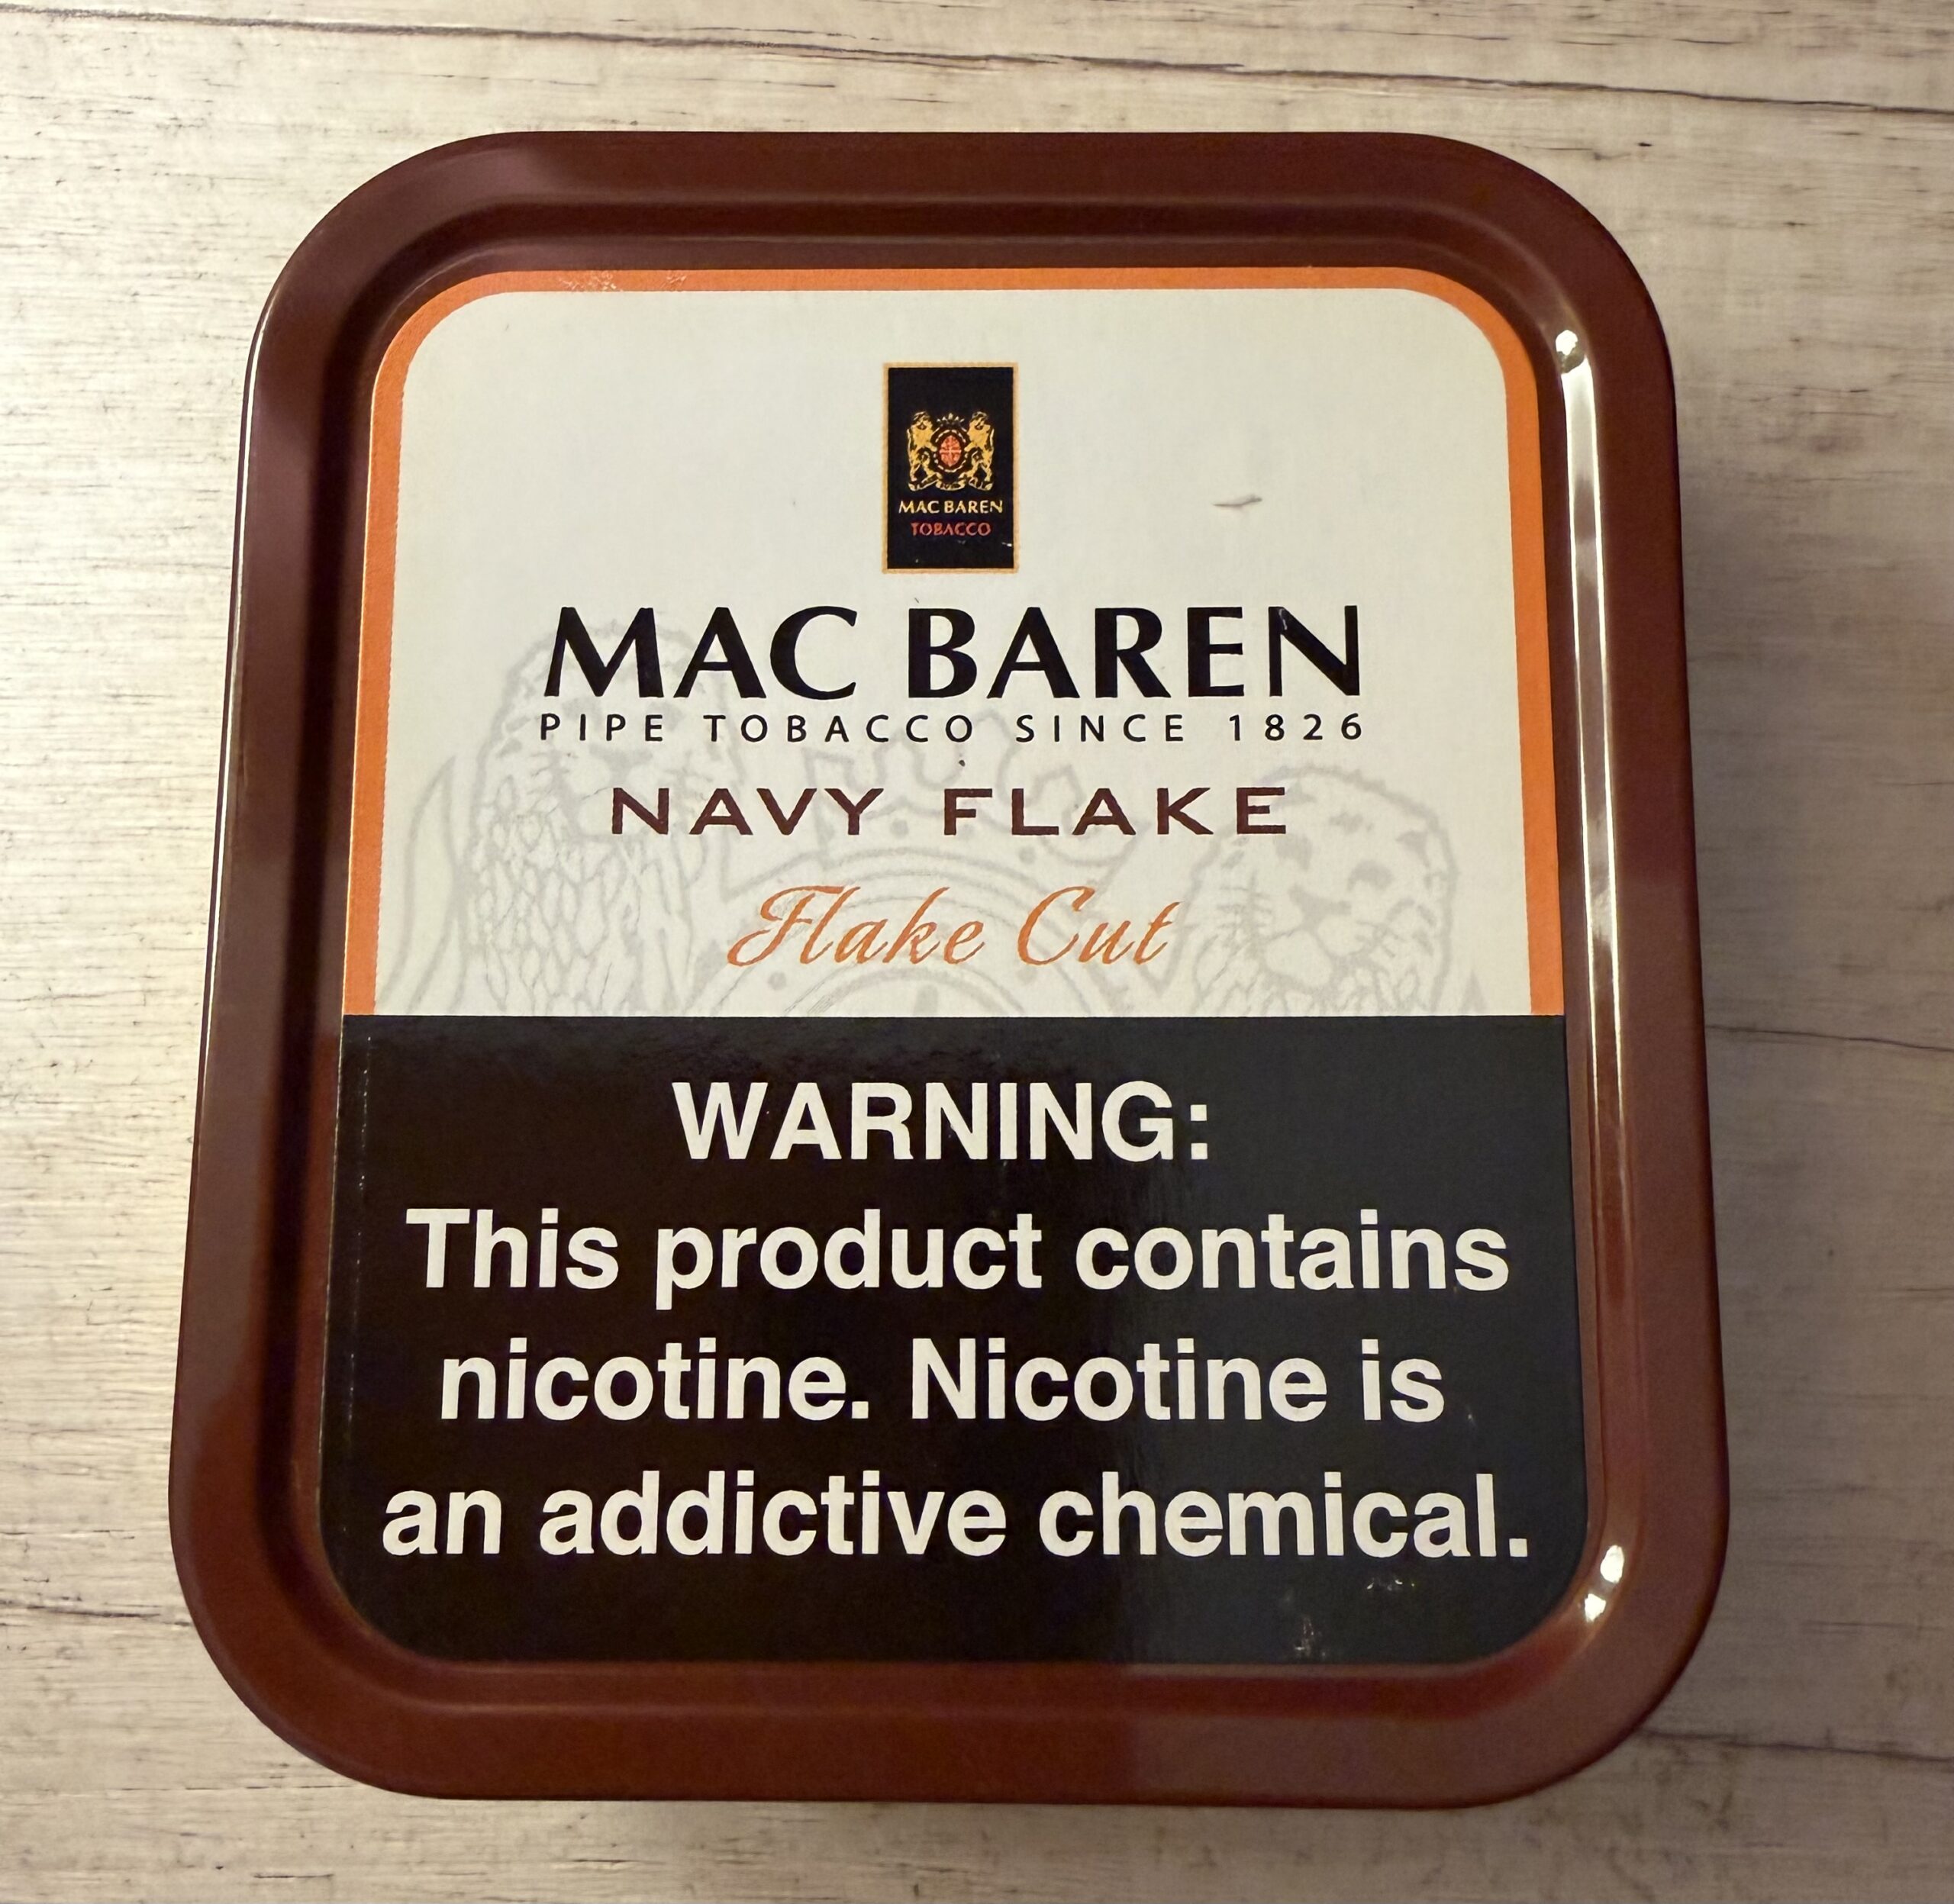 MAC BAREN
TOBACCO
MAC BAREN
PIPE TOBACCO SINCE 1826
NAVY FLAKE
Flake Cut
WARNING:
This product contains
nicotine. Nicotine is
an addictive chemical.